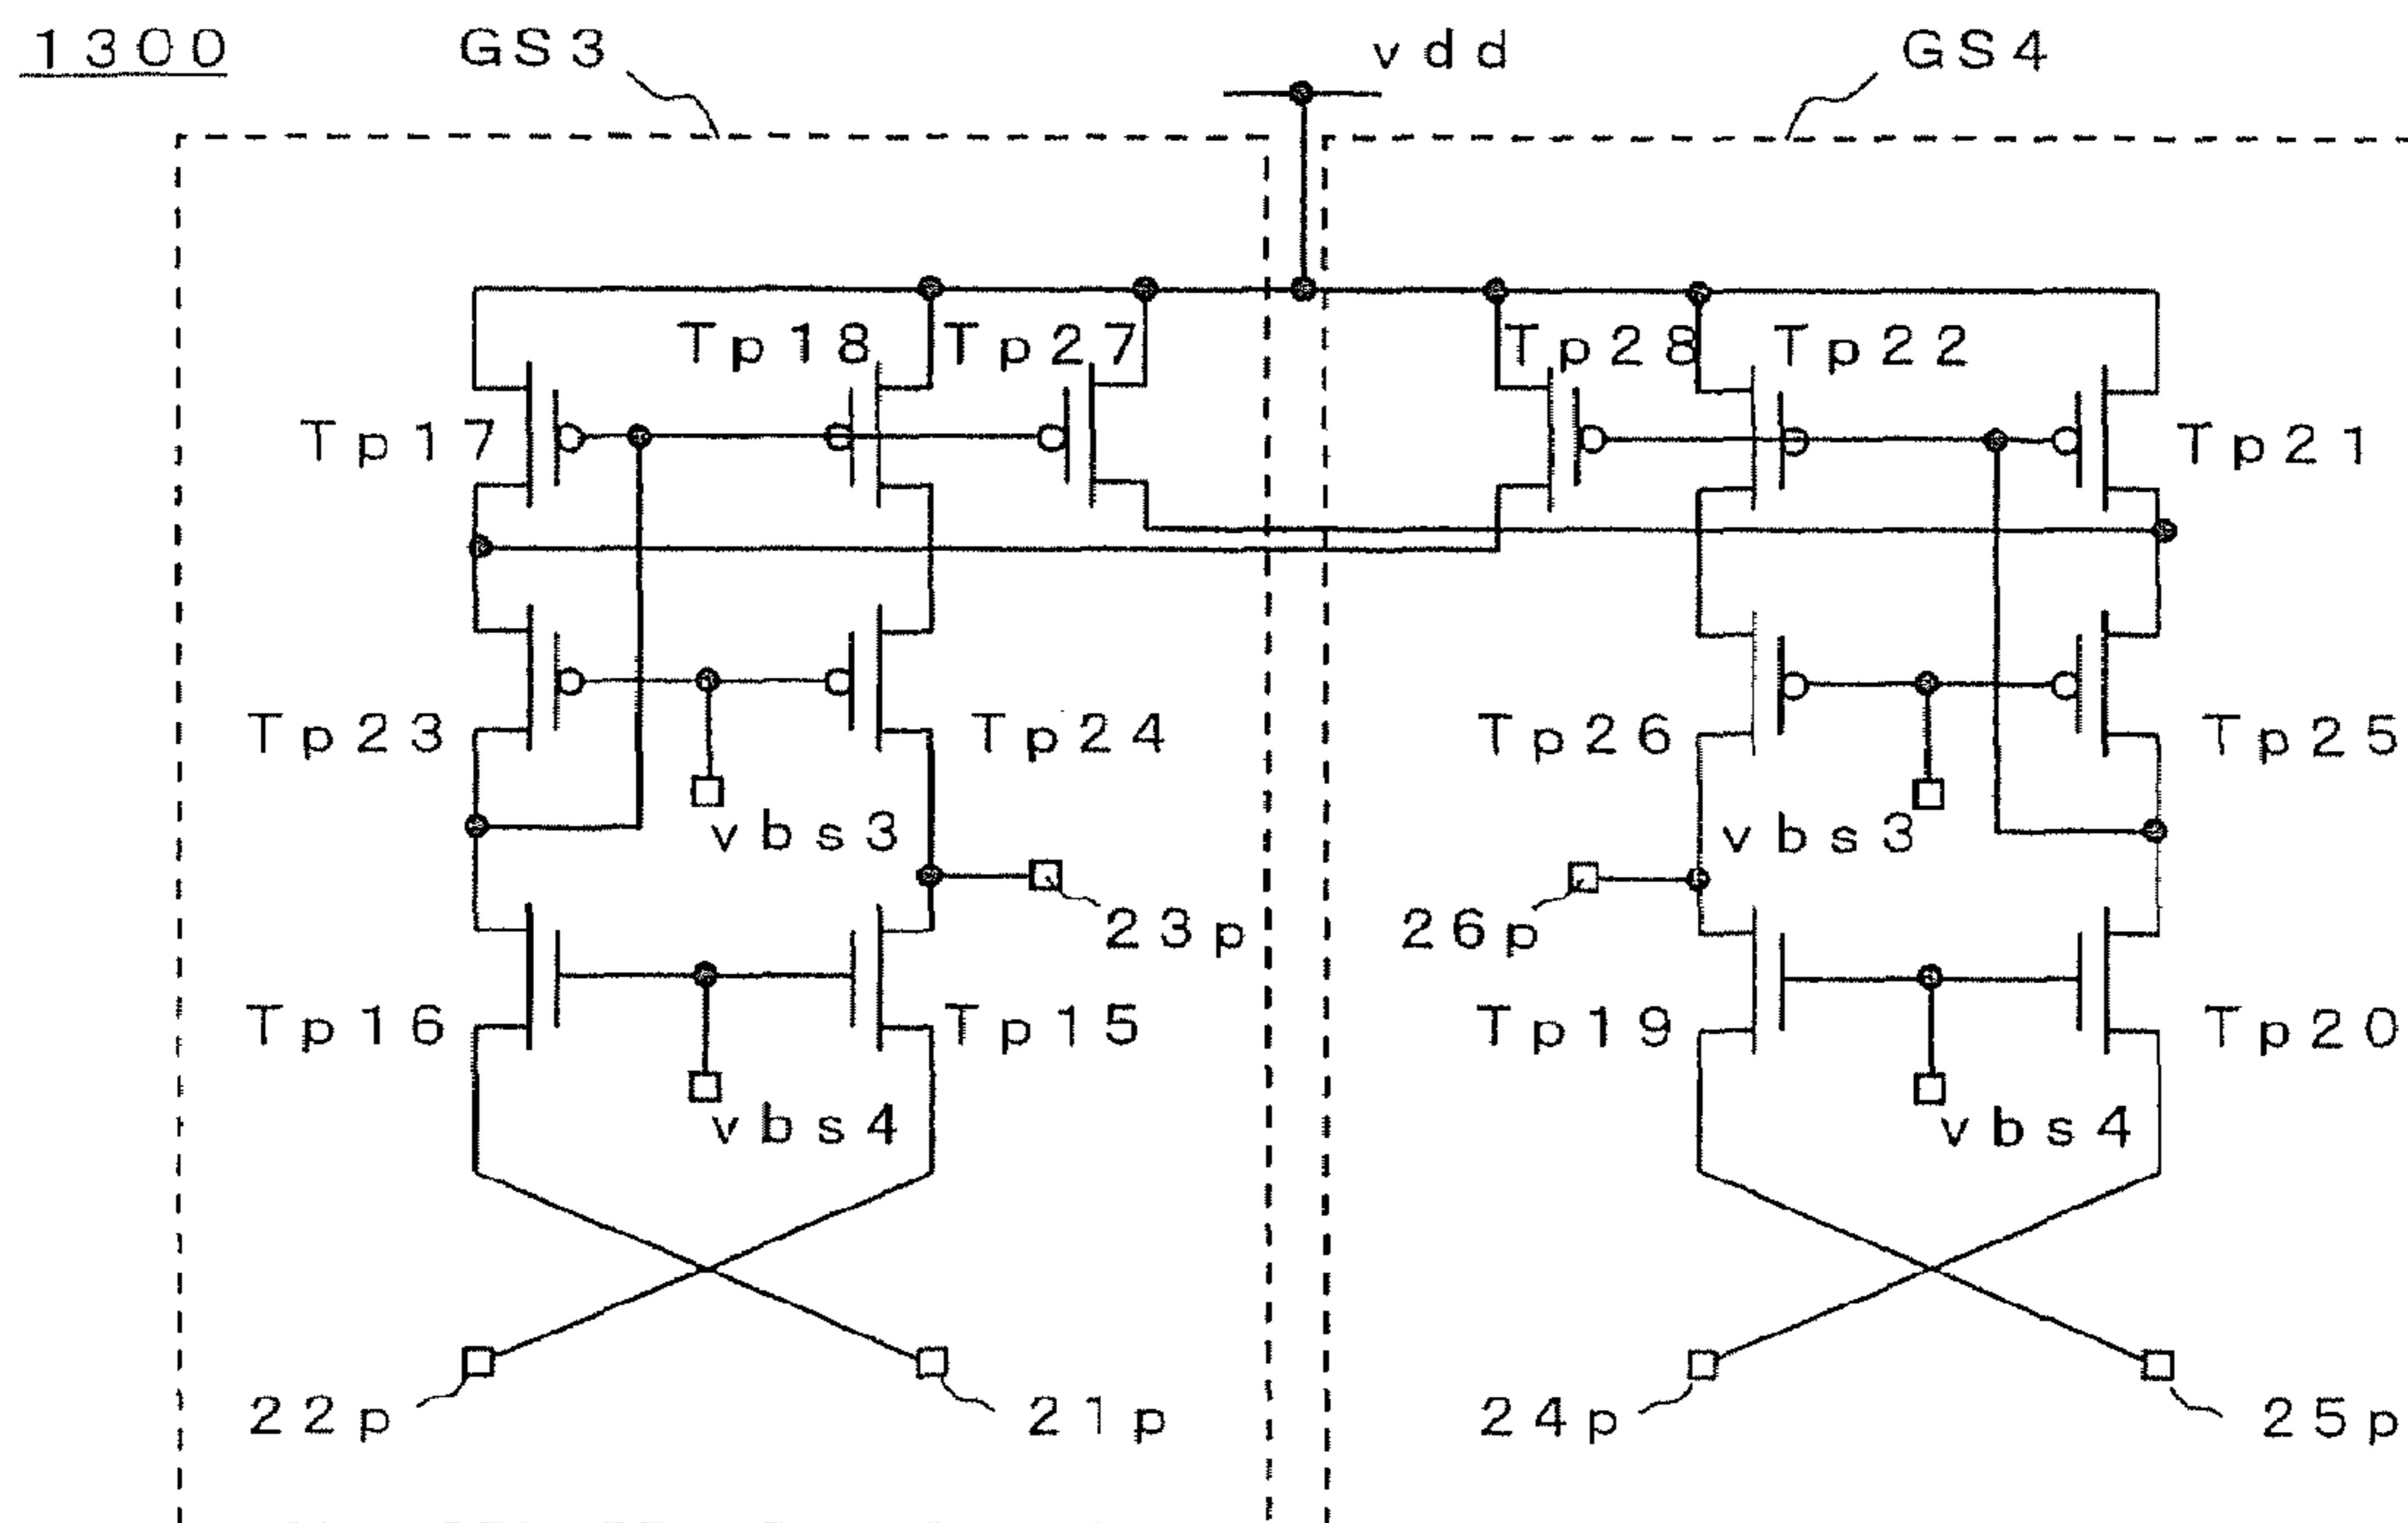 1300
GS3
vdd
GS4
Tp18
Tp27
Tp28
Tp22
Tp17
Tp21
Tp23
Tp24
Tp26
Tp25
vbs3
vbs3
23p
26p
Tp16
Tp15
Tp19
Tp20
vbs4
vbs4
22p
21p
24p
25p